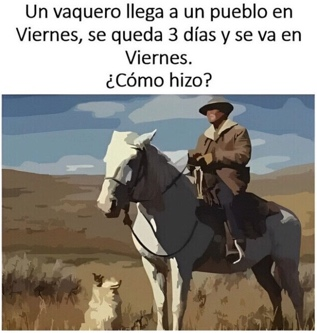 Un vaquero llega a un pueblo en
Viernes, se queda 3 días y se va en
Viernes.
¿Cómo hizo?